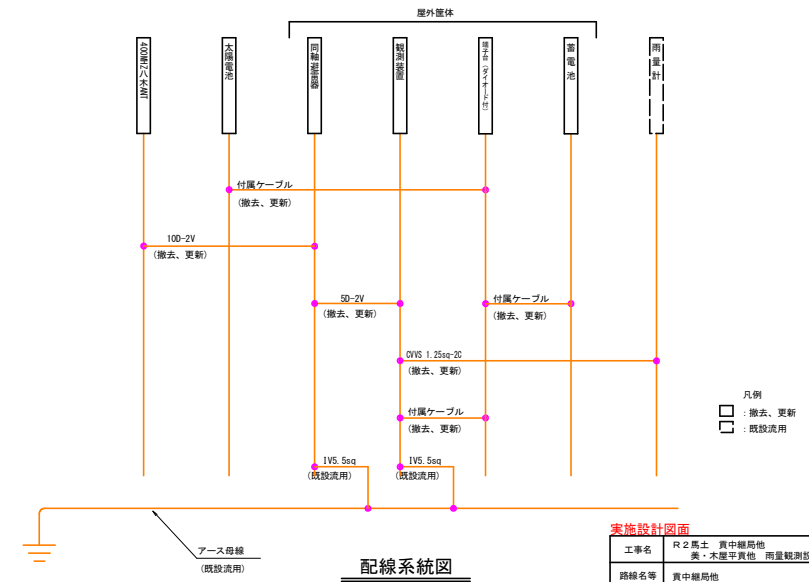 屋外筐体
400MHZ八木ANT
太陽電池
同軸避雷器
観測装置
端子台（ダイオード付）
蓄電池
雨量計
付属ケーブル
(撤去、更新)
10D-2V
(撤去、更新)
5D-2V
(撤去、更新)
付属ケーブル
(撤去、更新)
CVVS 1.25sq-2C
(撤去、更新)
付属ケーブル
(撤去、更新)
IV5.5sq
(既設流用)
IV5.5sq
(既設流用)
凡例
：撤去、更新
：既設流用
アース母線
(既設流用)
配線系統図
実施設計図面
工事名
R２馬土 貢中継局他
美・木屋平貢他 雨量観測設
路線名等
貢中継局他